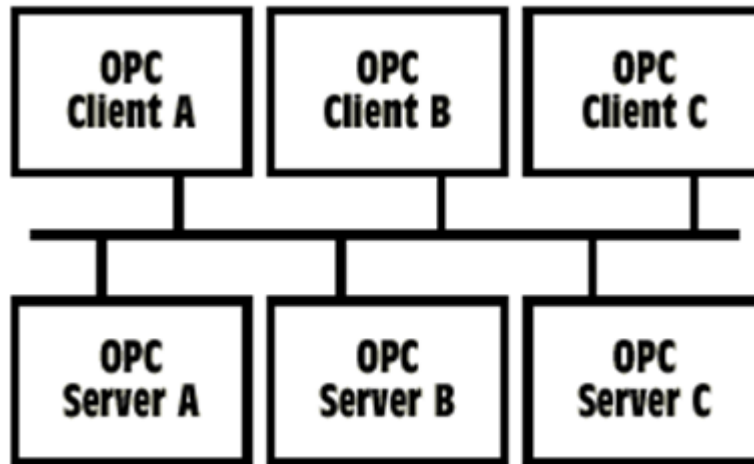 OPC
Client A
OPC
Client B
OPC
Client C
OPC
Server A
OPC
Server B
OPC
Server C